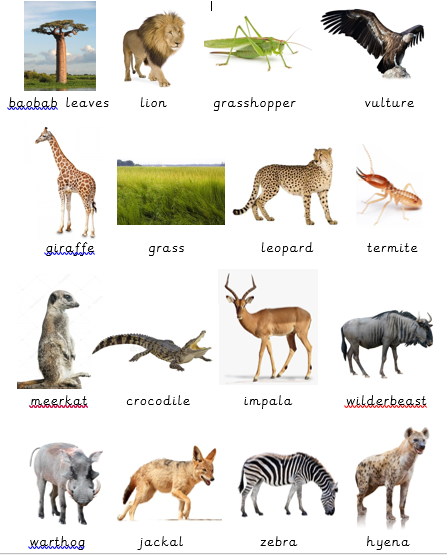 baobab leaves lion grasshopper vulture
giraffe grass leopard termite
meerkat crocodile impala wilderbeast
warthog jackal zebra hyena